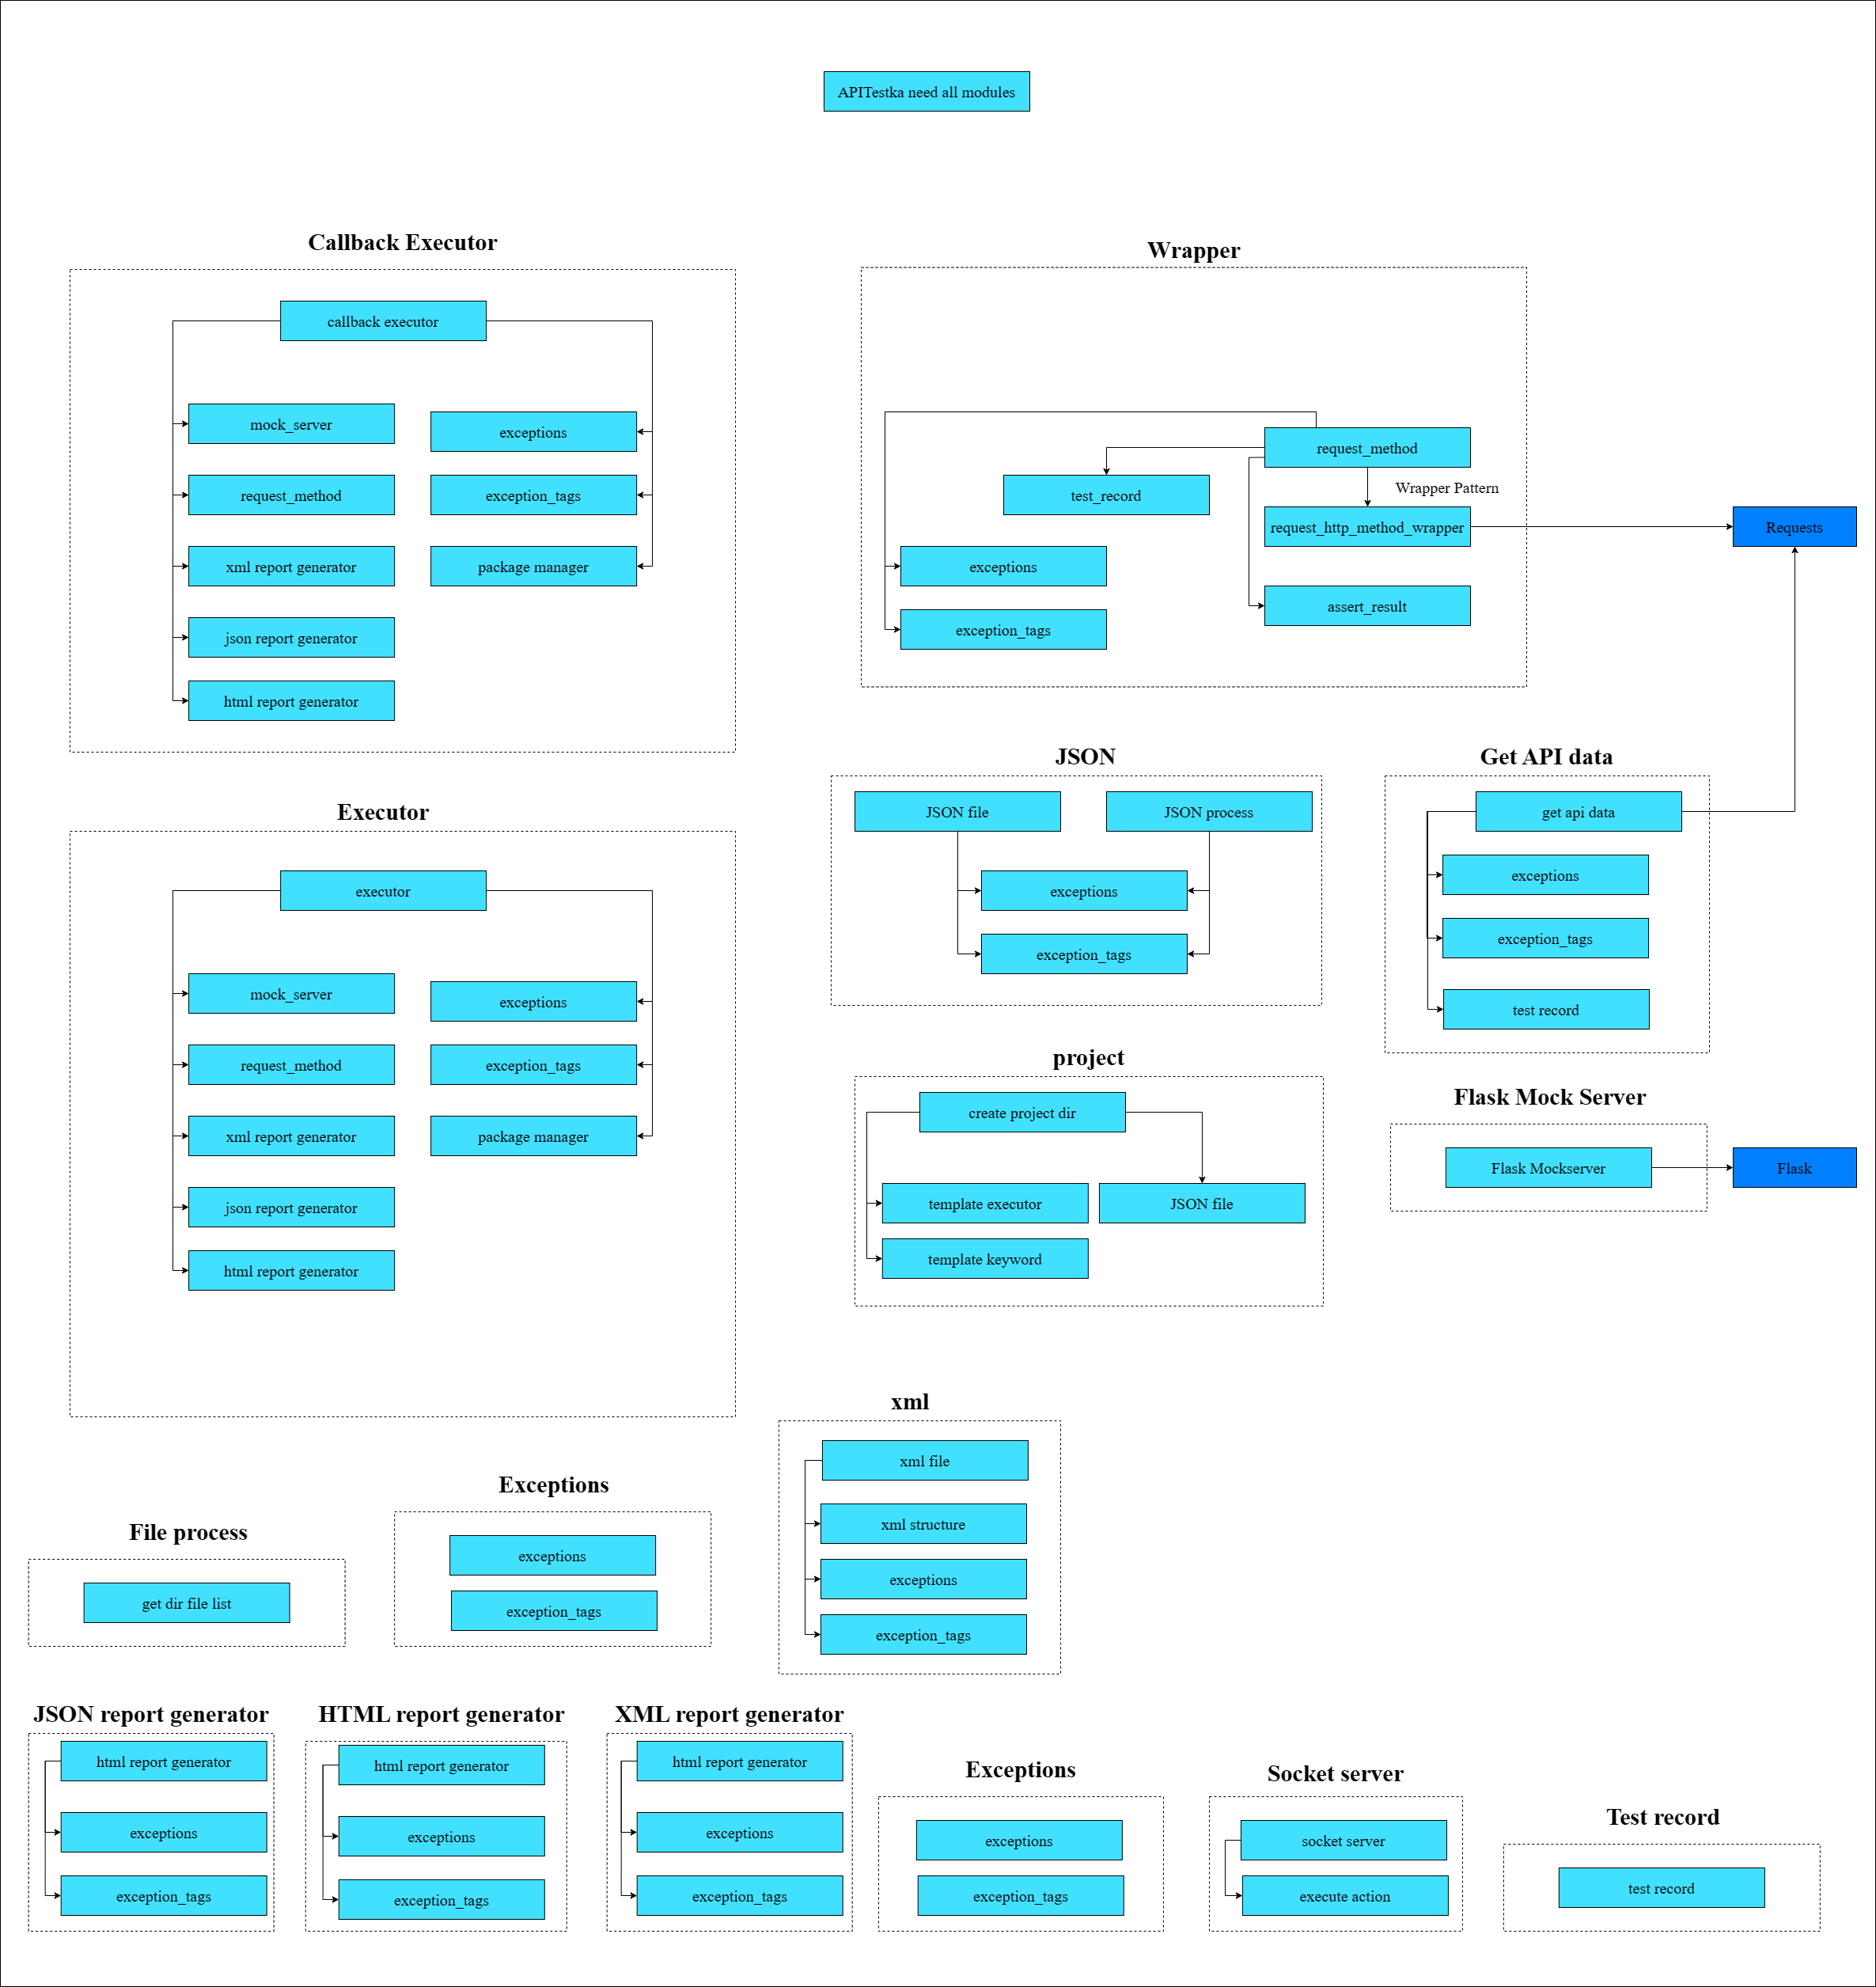 APITestka need all modules
Callback Executor
callback executor
mock_server
exceptions
request_method
exception_tags
xml report generator
package manager
json report generator
html report generator
Wrapper
request_method
test_record
Wrapper Pattern
request_http_method_wrapper
Requests
exceptions
assert_result
exception_tags
Executor
executor
mock_server
exceptions
request_method
exception_tags
xml report generator
package manager
json report generator
html report generator
JSON
JSON file
JSON process
exceptions
exception_tags
Get API data
get api data
exceptions
exception_tags
test record
project
create project dir
template executor
JSON file
template keyword
Flask Mock Server
Flask Mockserver
Flask
xml
xml file
xml structure
exceptions
exception_tags
Exceptions
exceptions
exception_tags
File process
get dir file list
JSON report generator
html report generator
exceptions
exception_tags
HTML report generator
html report generator
exceptions
exception_tags
XML report generator
html report generator
exceptions
exception_tags
Exceptions
exceptions
exception_tags
Socket server
socket server
execute action
Test record
test record